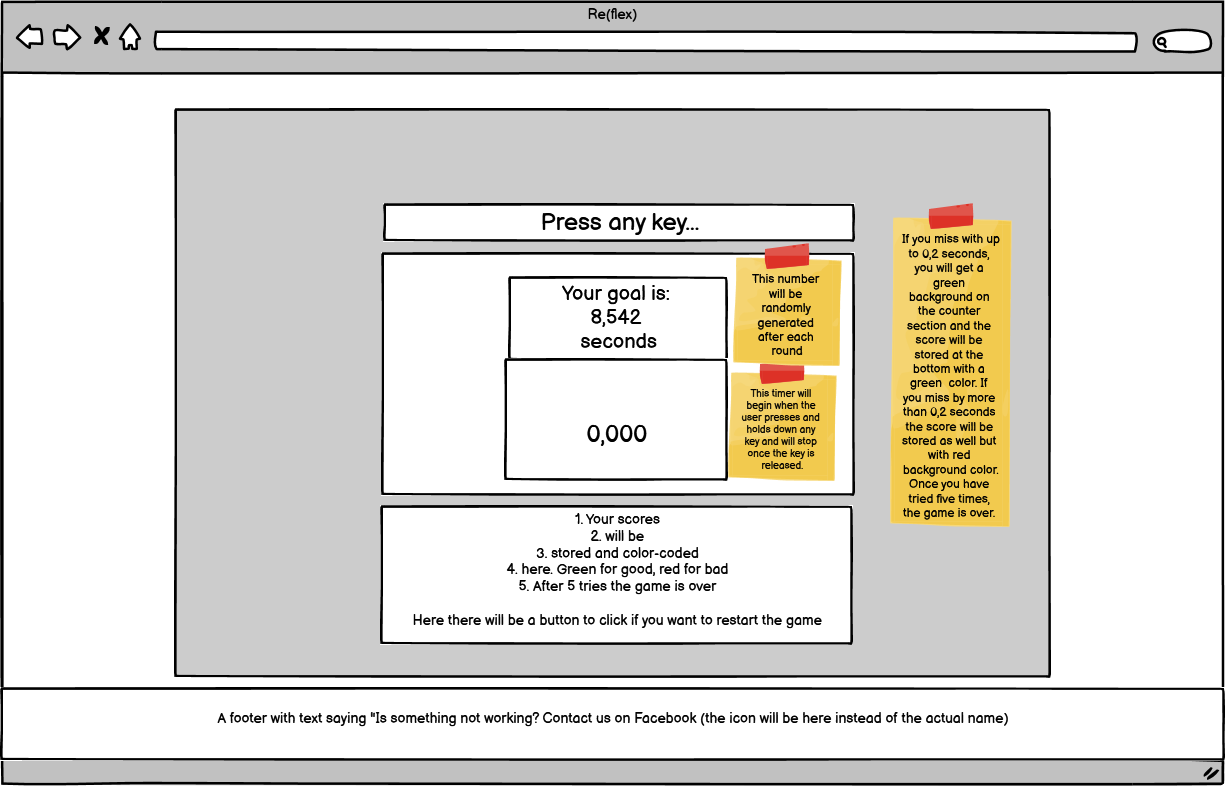 Re(flex)
Press any key...
Your goal is:
8,542
seconds
0,000
This number
will be
randomly
generated
after each
round
This timer will
begin when the
user presses and
holds down any
key and will stop
once the key is
released.
If you miss with up
to 0,2 seconds,
you will get a
green
background on
the counter
section and the
score will be
stored at the
bottom with a
green color. If
you miss by more
than 0,2 seconds
the score will be
stored as well but
with red
background color.
Once you have
tried five times,
the game is over.
1. Your scores
2. will be
3. stored and color-coded
4. here. Green for good, red for bad
5. After 5 tries the game is over
Here there will be a button to click if you want to restart the game
A footer with text saying "Is something not working? Contact us on Facebook (the icon will be here instead of the actual name)